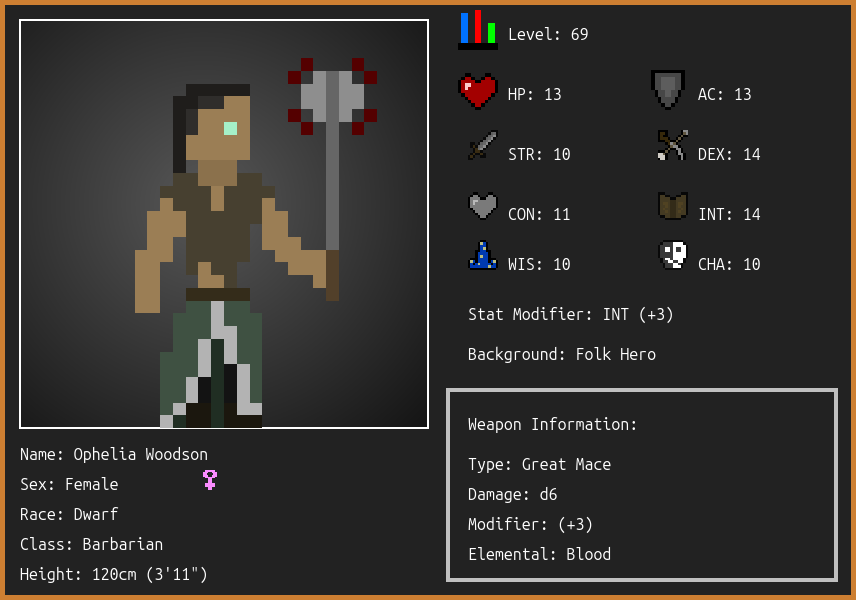 Level: 69
HP: 13
AC: 13
STR: 10
DEX: 14
CON: 11
INT: 14
WIS: 10
CHA: 10
Stat Modifier: INT (+3)
Background: Folk Hero
Weapon Information:
Type: Great Mace
Damage: d6
Modifier: (+3)
Elemental: Blood
Name: Ophelia Woodson
Sex: Female
Race: Dwarf
Class: Barbarian
Height: 120cm (3'11")